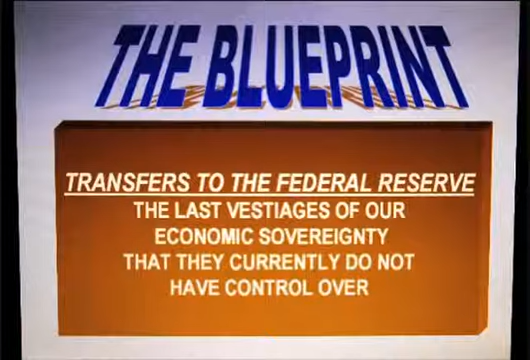 THE BLUEPRINT
TRANSFERS TO THE FEDERAL RESERVE
THE LAST VESTIAGES OF OUR
ECONOMIC SOVEREIGNTY
THAT THEY CURRENTLY DO NOT
HAVE CONTROL OVER